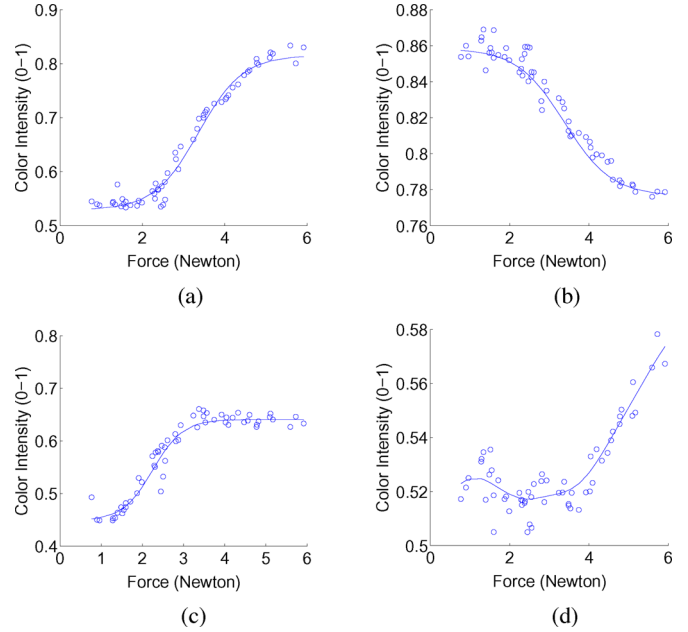 0.9
0.8
0.7
0.6
0.5
0 2 4 6
Color Intensity (0−1)
Force (Newton)
(a)
0.88
0.86
0.84
0.82
0.8
0.78
0.76
0 2 4 6
Color Intensity (0−1)
Force (Newton)
(b)
0.8
0.7
0.6
0.5
0.4
0 1 2 3 4 5 6
Color Intensity (0−1)
Force (Newton)
(c)
0.58
0.56
0.54
0.52
0.5
0 2 4 6
Color Intensity (0−1)
Force (Newton)
(d)